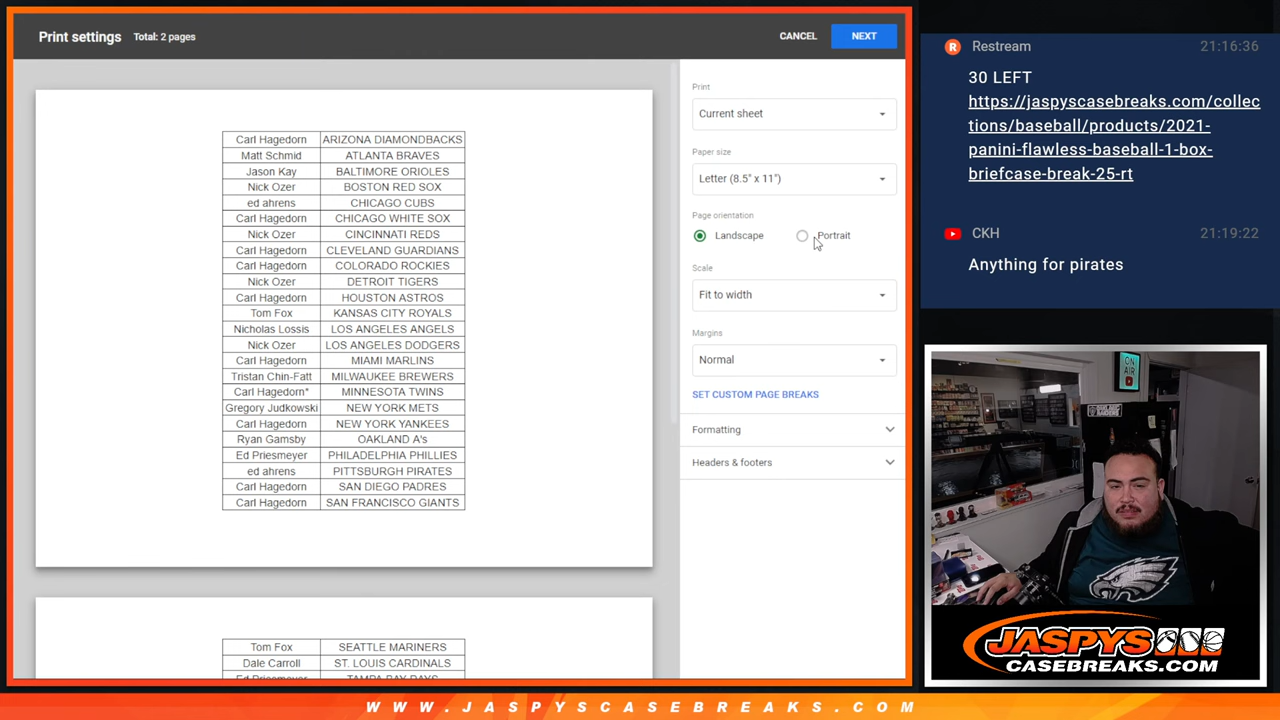 Print settings Total: 2 pages
CANCEL NEXT
Carl Hagedorn ARIZONA DIAMONDBACKS
Matt Schmid ATLANTA BRAVES
Jason Kay BALTIMORE ORIOLES
Nick Ozer BOSTON RED SOX
ed ahrens CHICAGO CUBS
Carl Hagedorn CHICAGO WHITE SOX
Nick Ozer CINCINNATI REDS
Carl Hagedorn CLEVELAND GUARDIANS
Carl Hagedorn COLORADO ROCKIES
Nick Ozer DETROIT TIGERS
Carl Hagedorn HOUSTON ASTROS
Tom Fox KANSAS CITY ROYALS
Nicholas Lossis LOS ANGELES ANGELS
Nick Ozer LOS ANGELES DODGERS
Carl Hagedorn MIAMI MARLINS
Tristan Chin-Fatt MILWAUKEE BREWERS
Carl Hagedorn* MINNESOTA TWINS
Gregory Judkowski NEW YORK METS
Carl Hagedorn NEW YORK YANKEES
Ryan Gamsby OAKLAND A's
Ed Priesmeyer PHILADELPHIA PHILLIES
ed ahrens PITTSBURGH PIRATES
Carl Hagedorn SAN DIEGO PADRES
Carl Hagedorn SAN FRANCISCO GIANTS
Tom Fox SEATTLE MARINERS
Dale Carroll ST. LOUIS CARDINALS
Ed Priesmeyer TAMPA BAY RAYS
Print
Current sheet
Paper size
Letter (8.5" x 11")
Page orientation
Landscape Portrait
Scale
Fit to width
Margins
Normal
SET CUSTOM PAGE BREAKS
Formatting
Headers & footers
R Restream 21:16:36
30 LEFT
https://jaspyscasebreaks.com/collec
tions/baseball/products/2021-
panini-flawless-baseball-1-box-
briefcase-break-25-rt
CKH 21:19:22
Anything for pirates
ON
AIR
JASPYS
CASEBREAKS.COM
WWW.JASPYSCASEBREAKS.COM